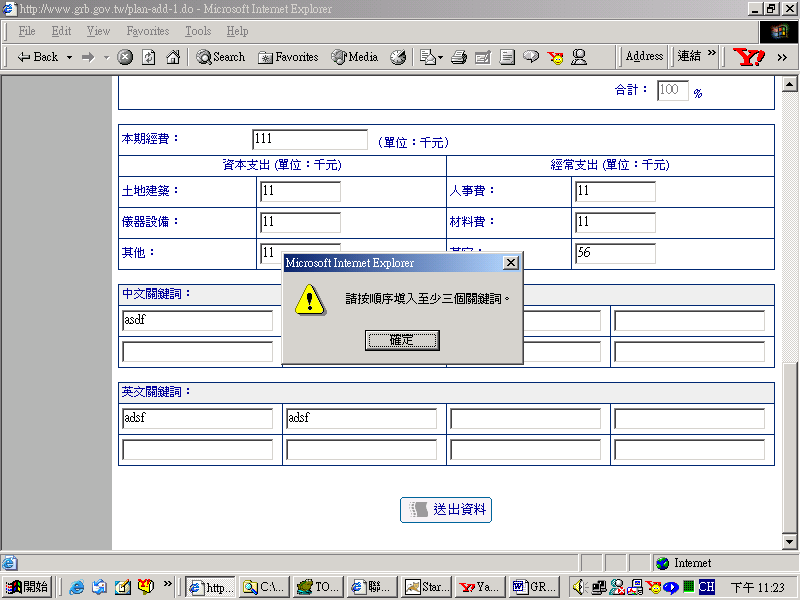 http://www.grb.gov.tw/plan-add-1.do - Microsoft Internet Explorer
File Edit View Favorites Tools Help
Back Search Favorites Media Address 連結 » Y! »
合計： 100 %
本期經費： 111 (單位：千元)
資本支出 (單位：千元) 經常支出 (單位：千元)
土地建築： 11 人事費： 11
儀器設備： 11 材料費： 11
其他： 11 56
Microsoft Internet Explorer
請按順序填入至少三個關鍵詞。
確定
中文關鍵詞：
asdf
英文關鍵詞：
adsf adsf
送出資料
Internet
開始 » http... C:\... TO... 聯... Star... Ya... GR... CH 下午 11:23